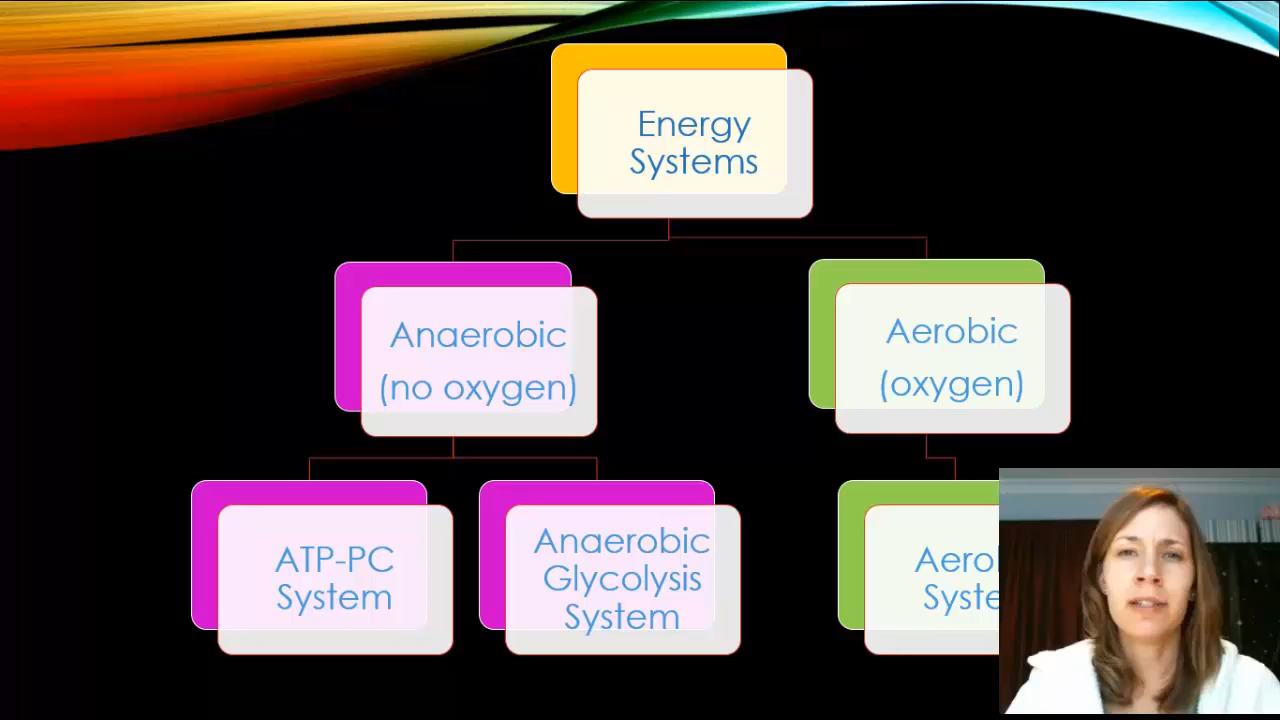 Energy
Systems
Anaerobic
(no oxygen)
Aerobic
(oxygen)
ATP-PC
System
Anaerobic
Glycolysis
System